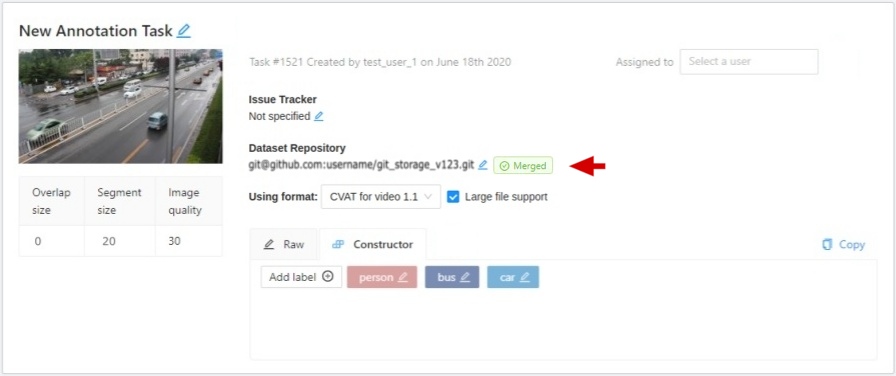 New Annotation Task
Task #1521 Created by test_user_1 on June 18th 2020
Assigned to Select a user
Issue Tracker
Not specified
Dataset Repository
git@github.com:username/git_storage_v123.git Merged
Using format: CVAT for video 1.1 Large file support
Overlap size
Segment size
Image quality
0 20 30
Raw Constructor Copy
Add label person bus car